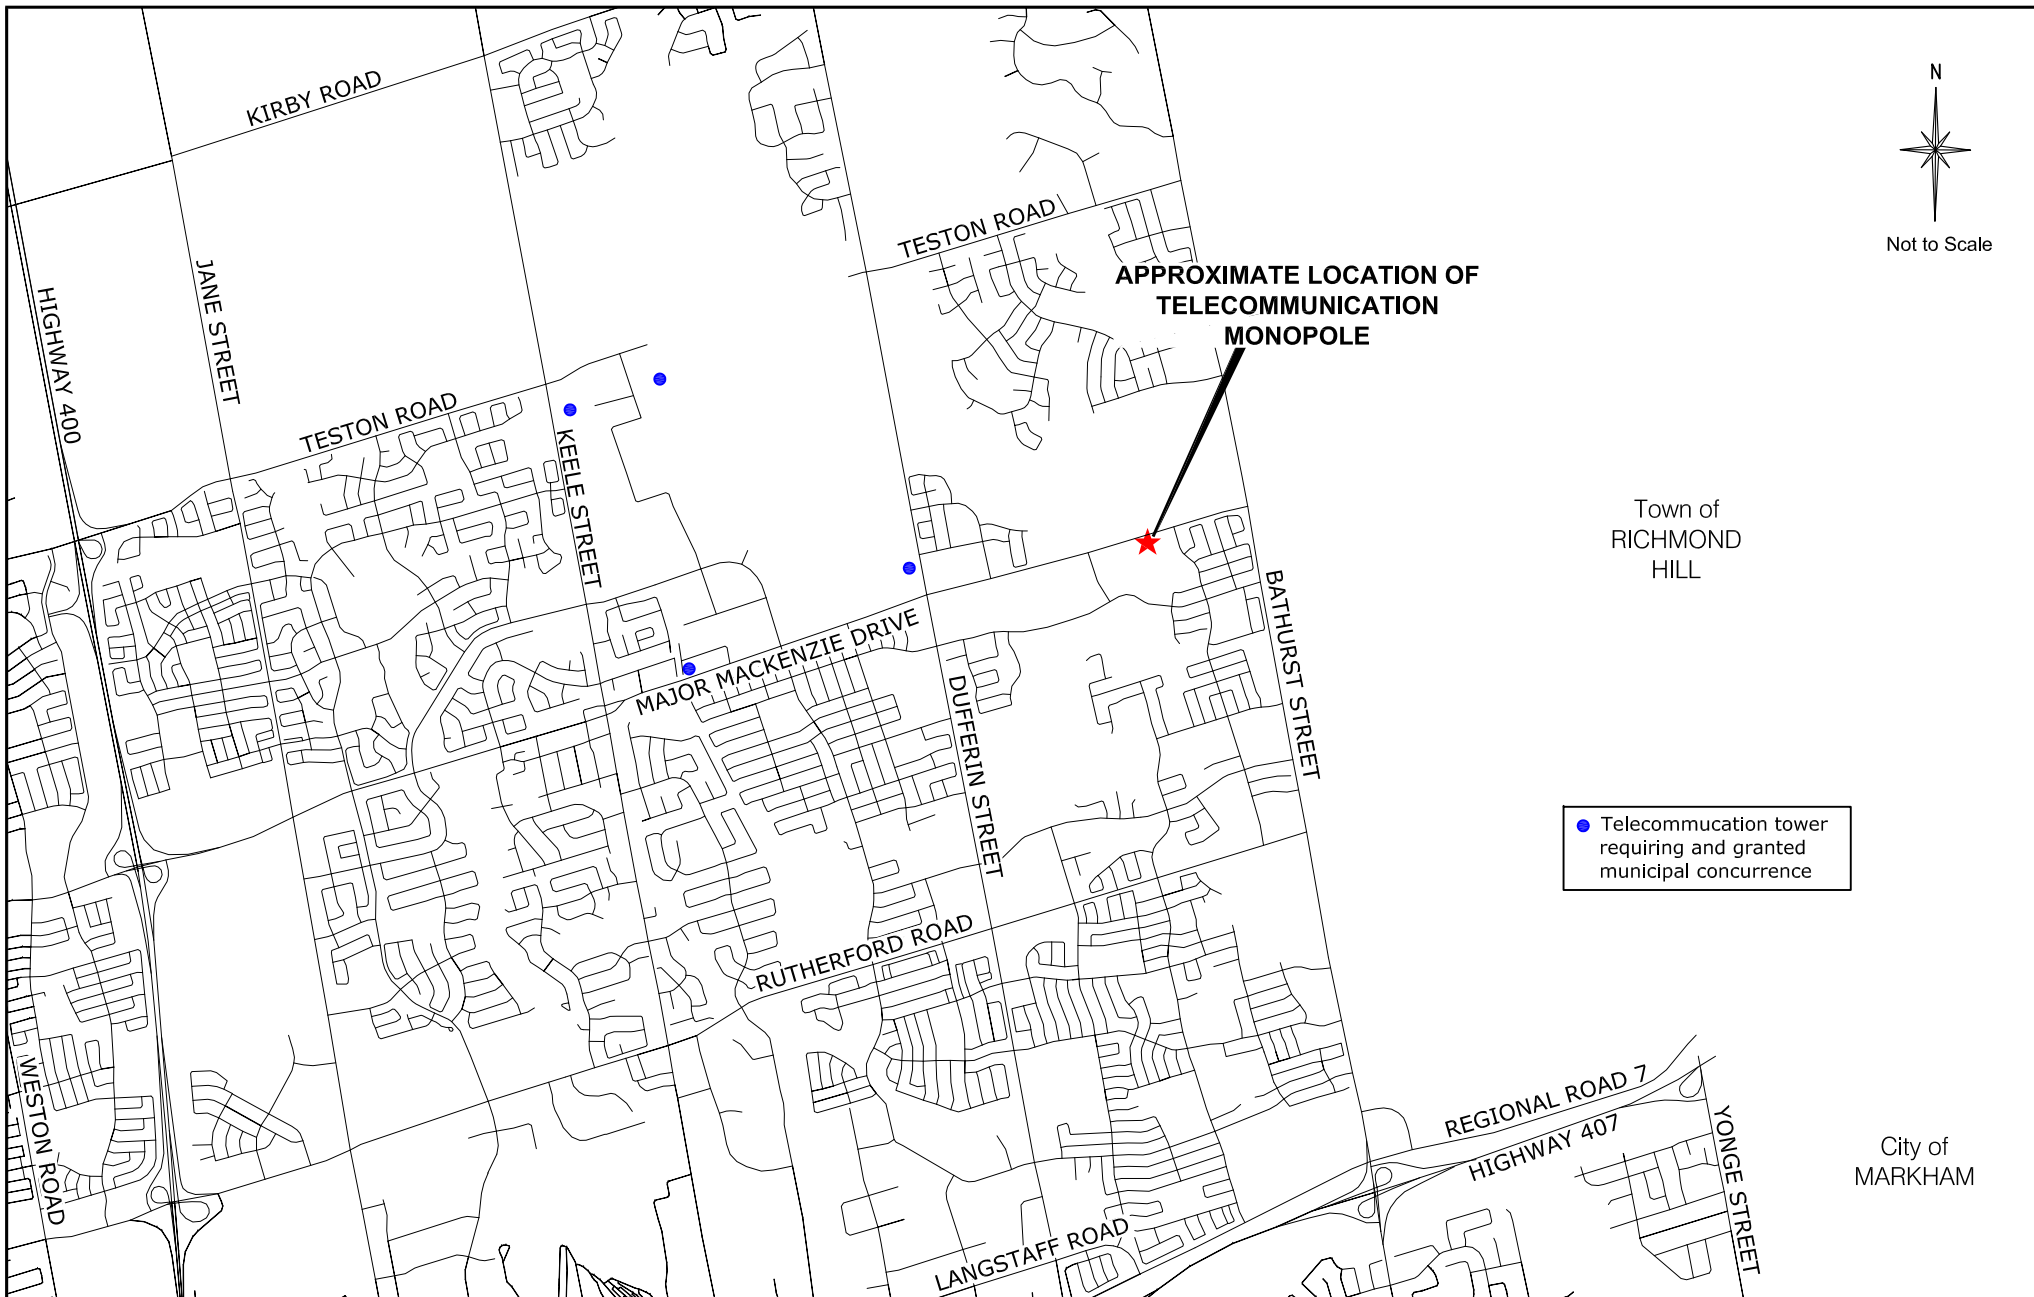 KIRBY ROAD
N
Not to Scale
TESTON ROAD
JANE STREET
HIGHWAY 400
APPROXIMATE LOCATION OF
TELECOMMUNICATION
MONOPOLE
TESTON ROAD
KEELE STREET
Town of
RICHMOND
HILL
BATHURST STREET
MAJOR MACKENZIE DRIVE
DUFFERIN STREET
Telecommucation tower
requiring and granted
municipal concurrence
RUTHERFORD ROAD
WESTON ROAD
REGIONAL ROAD 7
HIGHWAY 407
YONGE STREET
City of
MARKHAM
LANGSTAFF ROAD